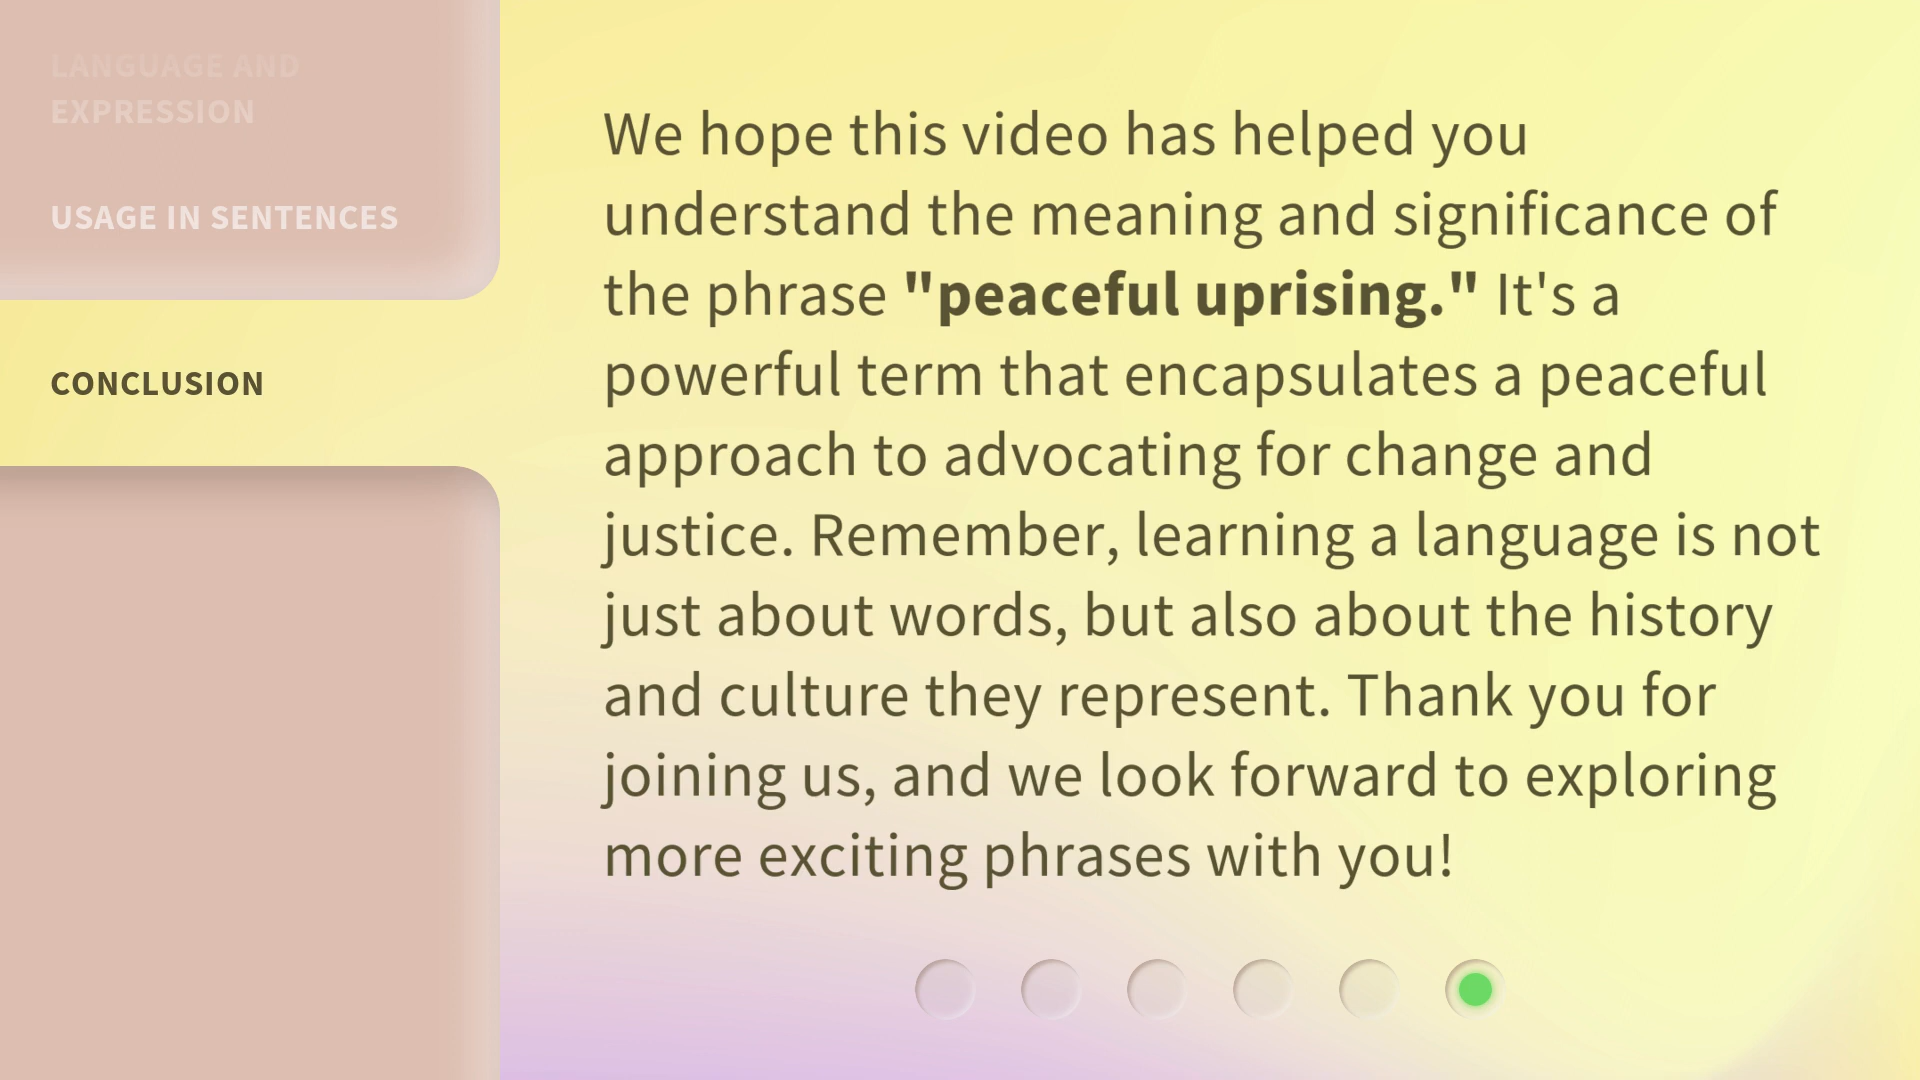 LANGUAGE AND
EXPRESSION
USAGE IN SENTENCES
CONCLUSION
We hope this video has helped you
understand the meaning and significance of
the phrase "peaceful uprising." It's a
powerful term that encapsulates a peaceful
approach to advocating for change and
justice. Remember, learning a language is not
just about words, but also about the history
and culture they represent. Thank you for
joining us, and we look forward to exploring
more exciting phrases with you!